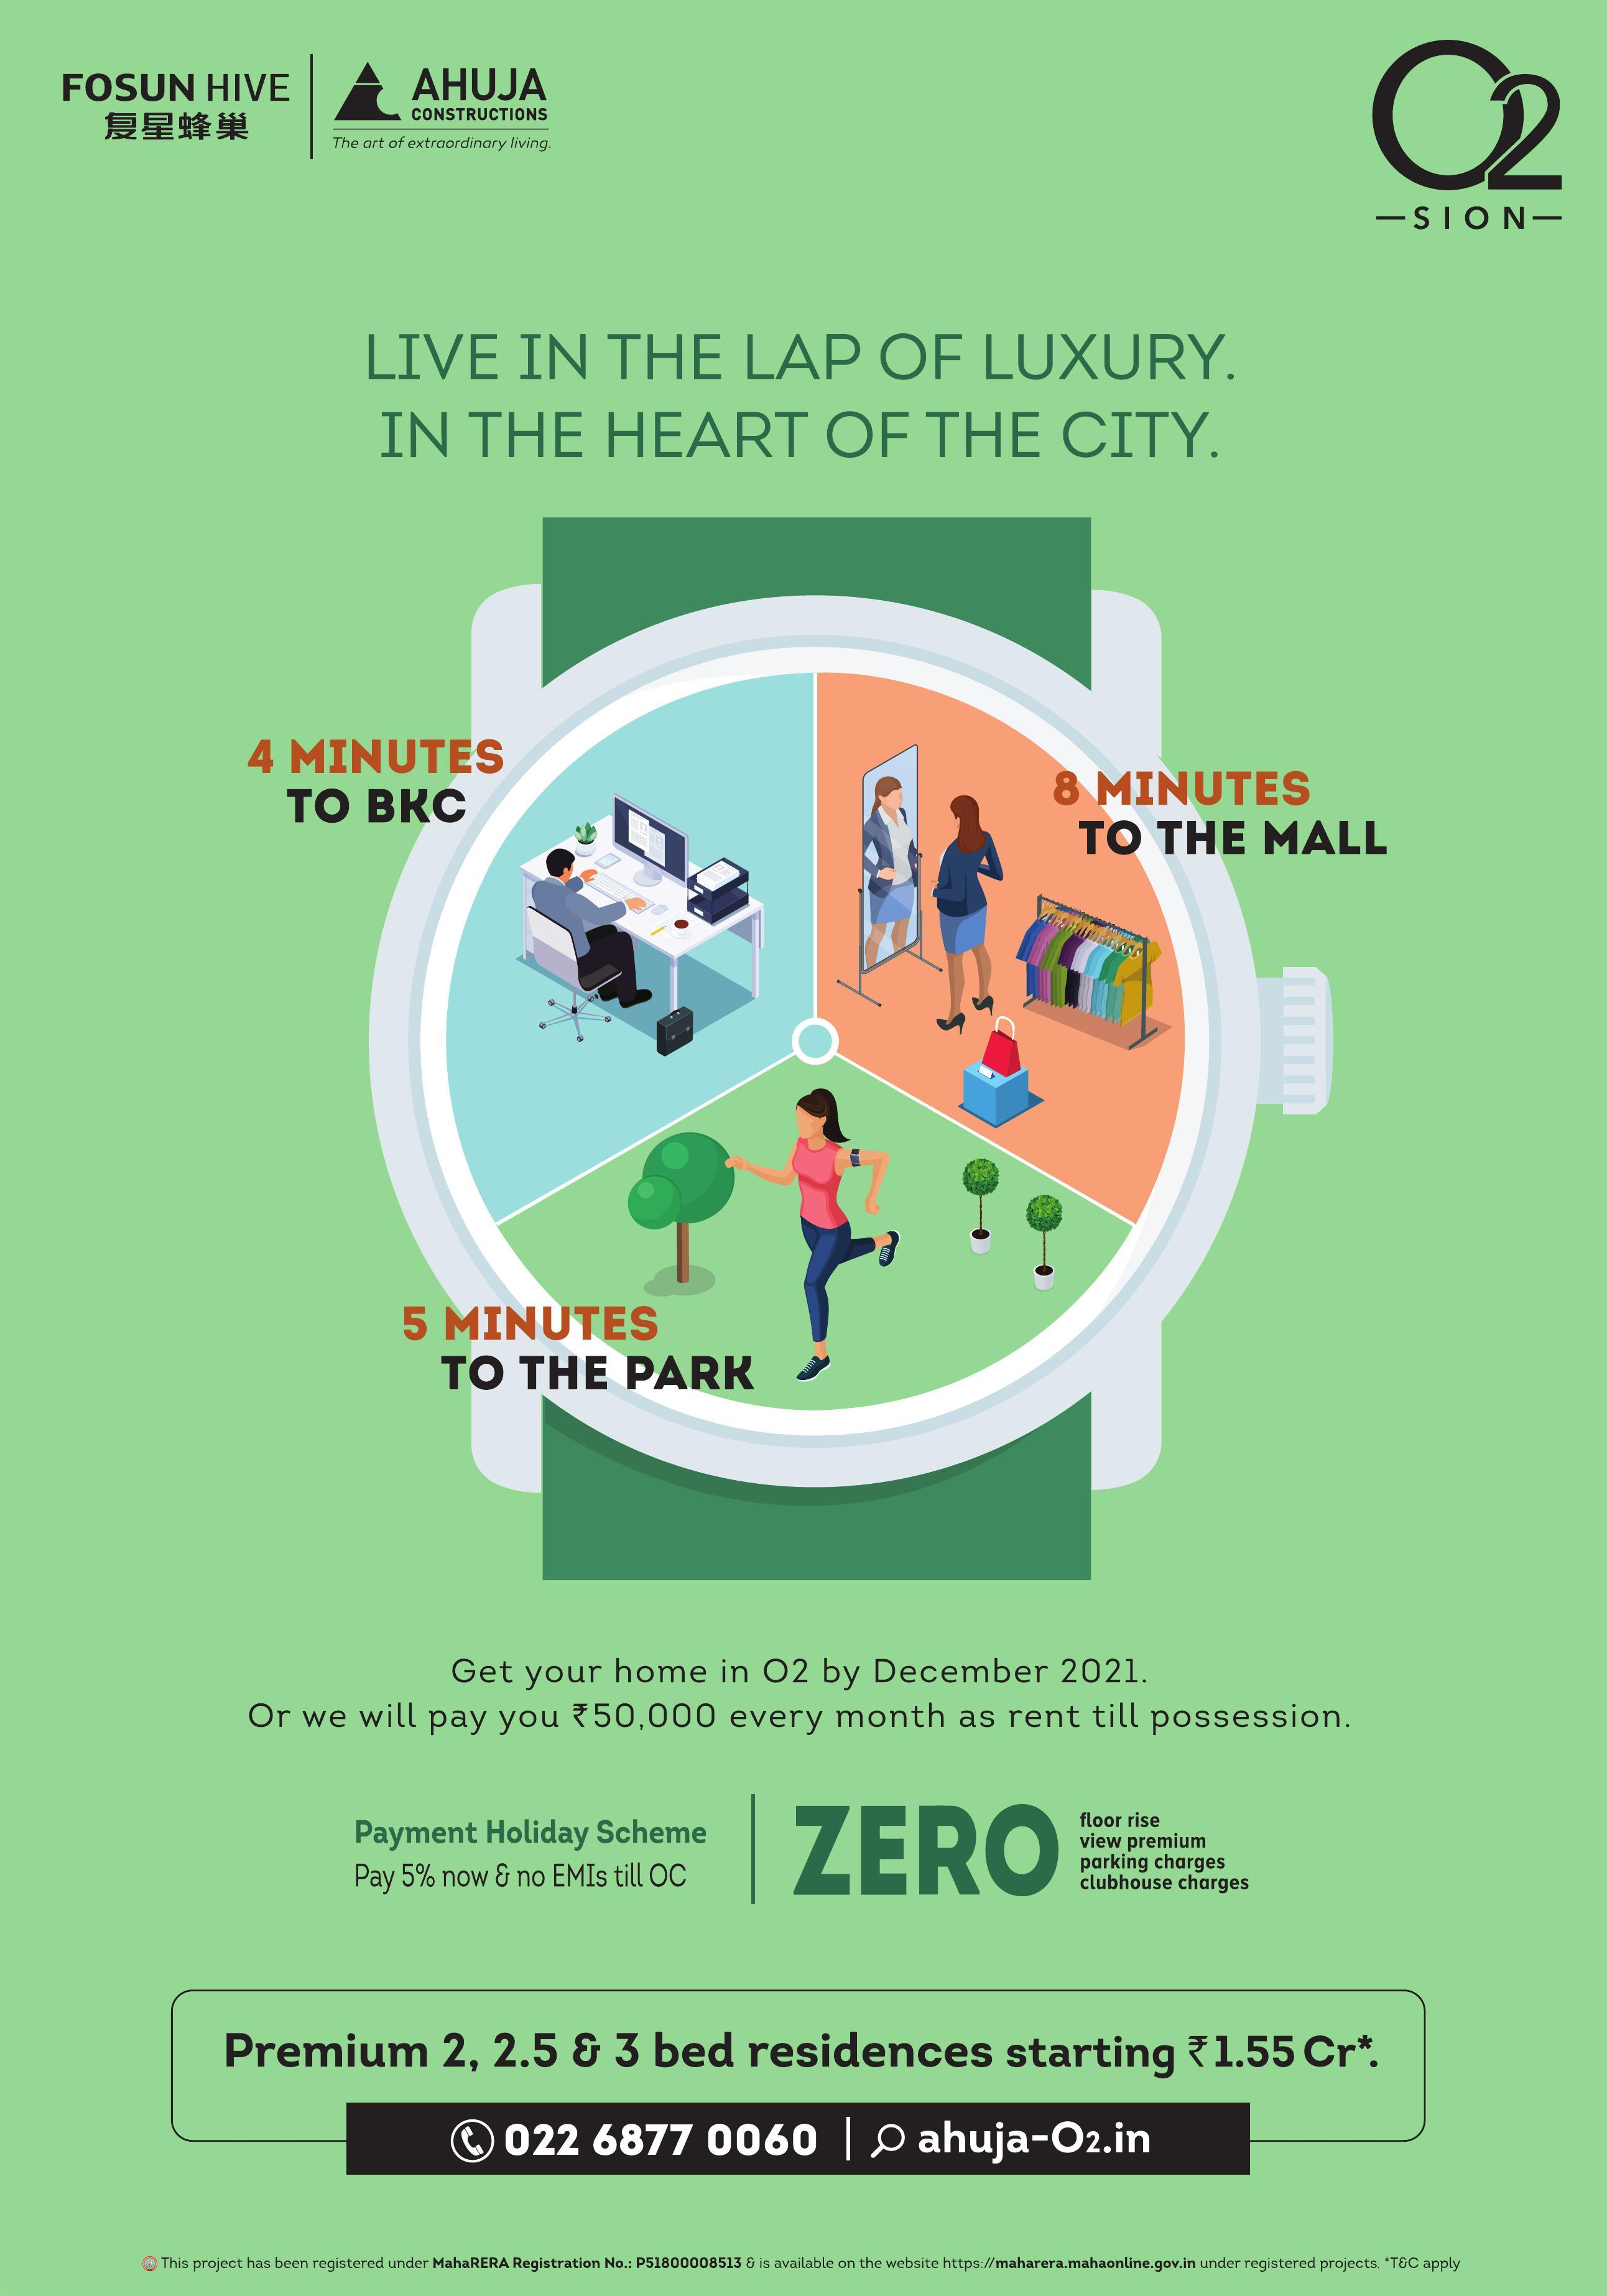 FOSUN HIVE
复星蜂巢
AHUJA
CONSTRUCTIONS
The art of extraordinary living.
O2
SION
LIVE IN THE LAP OF LUXURY.
IN THE HEART OF THE CITY.
4 MINUTES
TO BKC
8 MINUTES
TO THE MALL
5 MINUTES
TO THE PARK
Get your home in O2 by December 2021.
Or we will pay you ₹50,000 every month as rent till possession.
Payment Holiday Scheme
Pay 5% now & no EMIs till OC
ZERO
floor rise
view premium
parking charges
clubhouse charges
Premium 2, 2.5 & 3 bed residences starting ₹1.55 Cr*.
022 6877 0060 | ahuja-O2.in
This project has been registered under MahaRERA Registration No.: P51800008513 & is available on the website https://maharera.mahaonline.gov.in under registered projects. *T&C apply